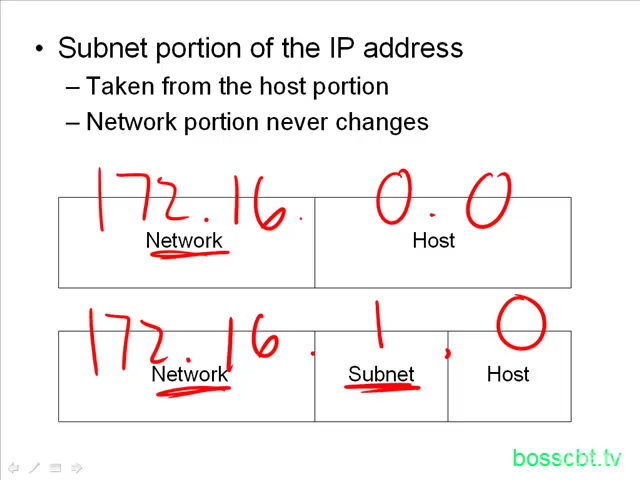 • Subnet portion of the IP address
– Taken from the host portion
– Network portion never changes
172.16.0.0
Network Host
172.16.1.0
Network Subnet Host
bosscbt.tv